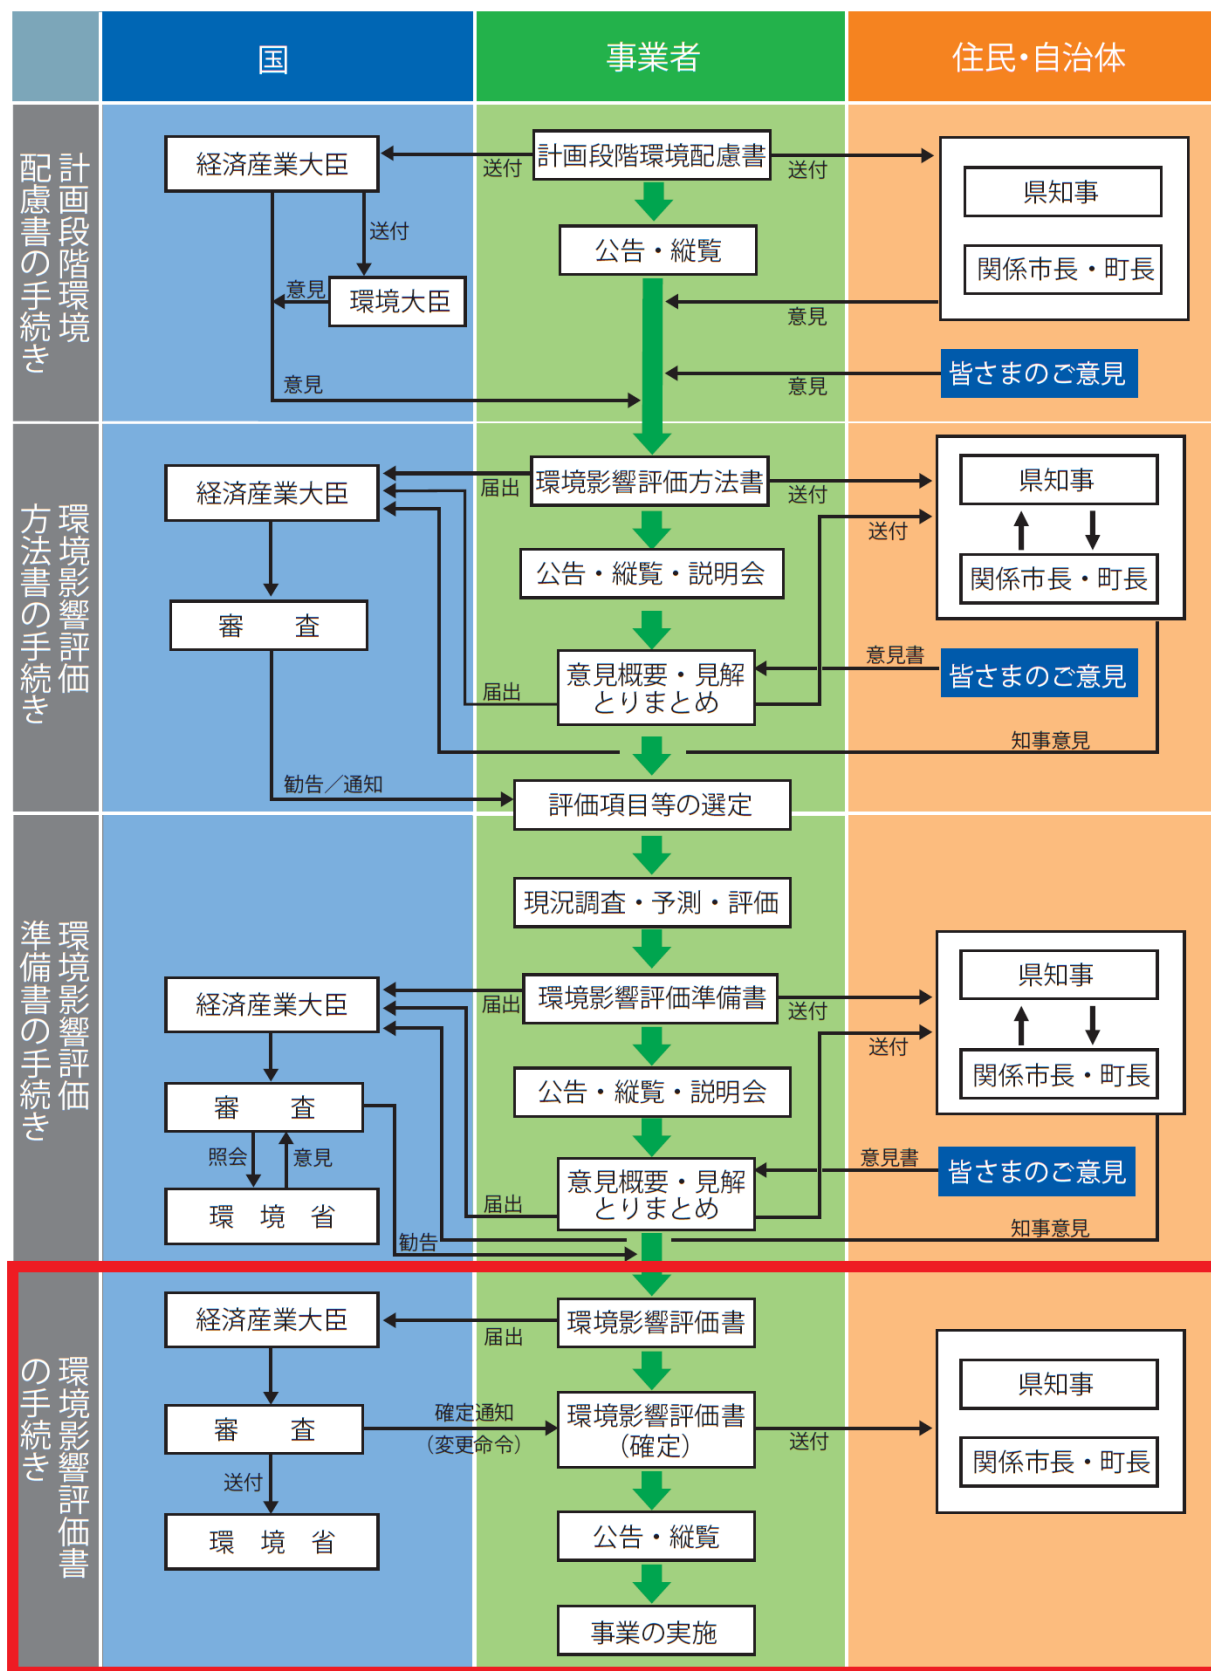 国
事業者
住民・自治体
計画段階環境
配慮書の手続き
経済産業大臣
送付
計画段階環境配慮書
送付
県知事
送付
公告・縦覧
関係市長・町長
意見
環境大臣
意見
皆さまのご意見
意見
意見
環境影響評価
方法書の手続き
経済産業大臣
届出
環境影響評価方法書
送付
県知事
送付
公告・縦覧・説明会
関係市長・町長
審　　査
意見概要・見解
とりまとめ
意見書
皆さまのご意見
届出
知事意見
勧告／通知
評価項目等の選定
環境影響評価
準備書の手続き
現況調査・予測・評価
県知事
経済産業大臣
届出
環境影響評価準備書
送付
送付
関係市長・町長
審　　査
公告・縦覧・説明会
照会
意見
意見書
皆さまのご意見
意見概要・見解
とりまとめ
環　境　省
届出
知事意見
勧告
環境影響評価書
の手続き
経済産業大臣
届出
環境影響評価書
県知事
審　　査
確定通知
（変更命令）
環境影響評価書
（確定）
送付
関係市長・町長
送付
環　境　省
公告・縦覧
事業の実施